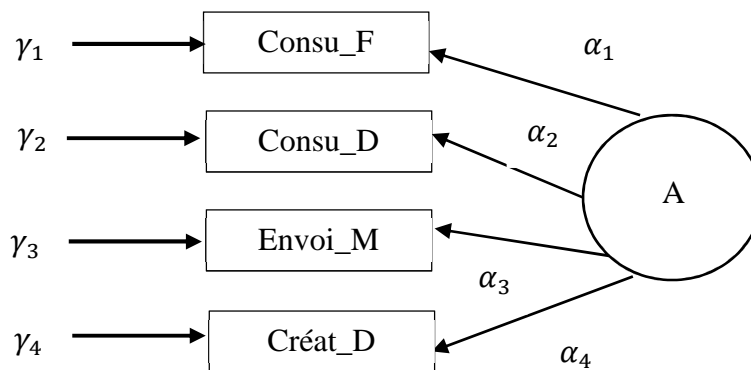 γ₁ Consu_F α₁
γ₂ Consu_D α₂
A
γ₃ Envoi_M α₃
γ₄ Créat_D α₄